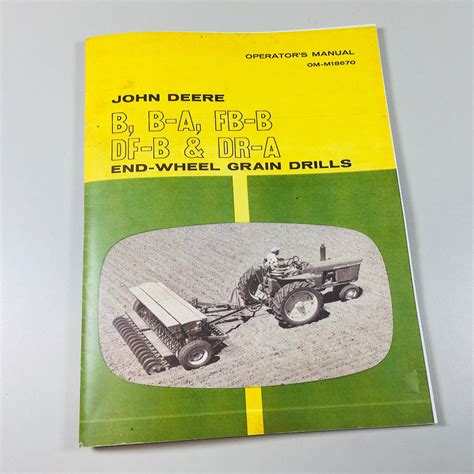 OPERATOR'S MANUAL
OM-M18670
JOHN DEERE
B, B-A, FB-B
DF-B & DR-A
END-WHEEL GRAIN DRILLS